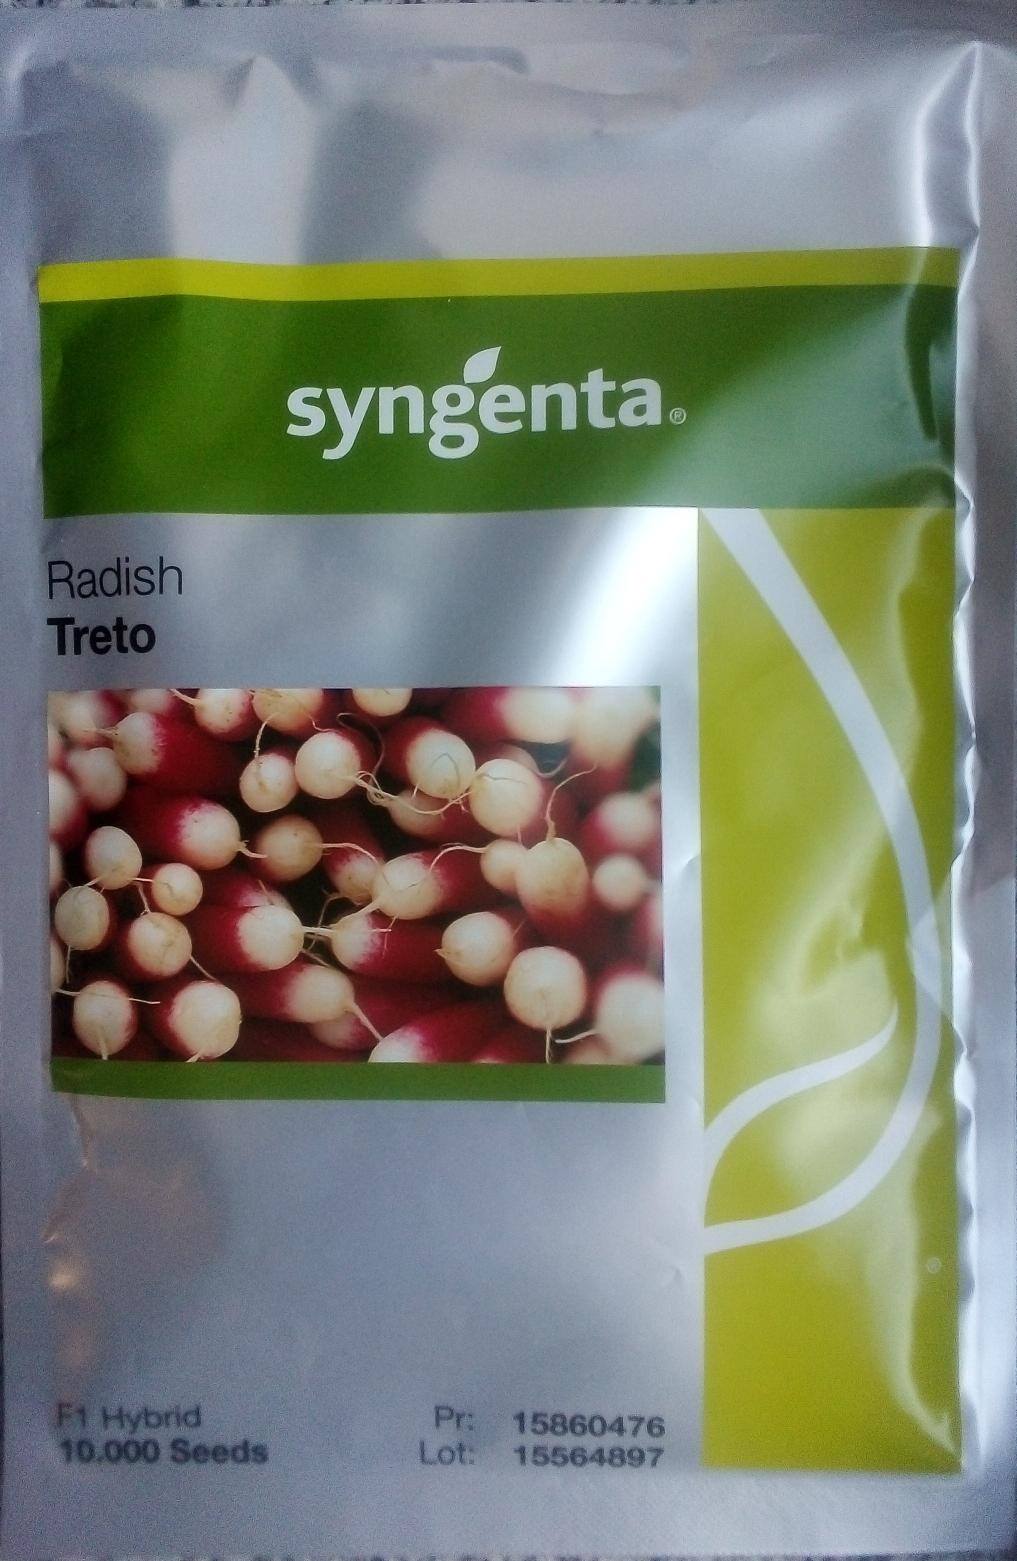 syngenta®
Radish
Treto
F1 Hybrid
10.000 Seeds
Pr: 15860476
Lot: 15564897